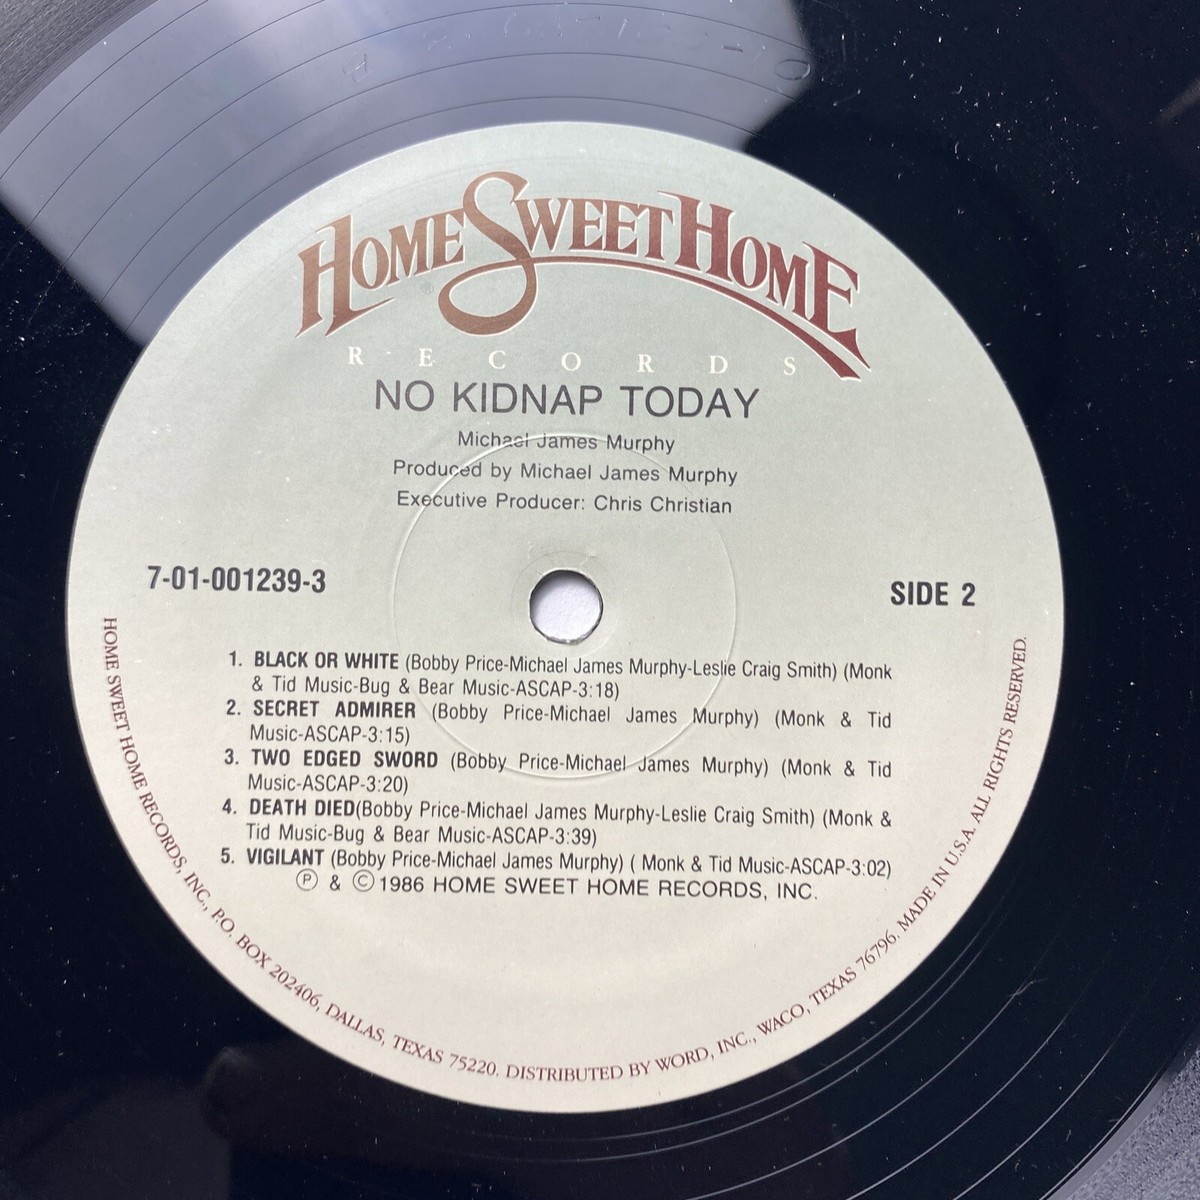 HOME SWEET HOME
RECORDS
NO KIDNAP TODAY
Michael James Murphy
Produced by Michael James Murphy
Executive Producer: Chris Christian
7-01-001239-3
SIDE 2
1. BLACK OR WHITE (Bobby Price-Michael James Murphy-Leslie Craig Smith) (Monk
& Tid Music-Bug & Bear Music-ASCAP-3:18)
2. SECRET ADMIRER (Bobby Price-Michael James Murphy) (Monk & Tid
Music-ASCAP-3:15)
3. TWO EDGED SWORD (Bobby Price-Michael James Murphy) (Monk & Tid
Music-ASCAP-3:20)
4. DEATH DIED(Bobby Price-Michael James Murphy-Leslie Craig Smith) (Monk &
Tid Music-Bug & Bear Music-ASCAP-3:39)
5. VIGILANT (Bobby Price-Michael James Murphy) ( Monk & Tid Music-ASCAP-3:02)
Ⓟ & ©1986 HOME SWEET HOME RECORDS, INC.
HOME SWEET HOME RECORDS, INC., P.O. BOX 202406, DALLAS, TEXAS 75220. DISTRIBUTED BY WORD, INC., WACO, TEXAS 76796. MADE IN U.S.A. ALL RIGHTS RESERVED.